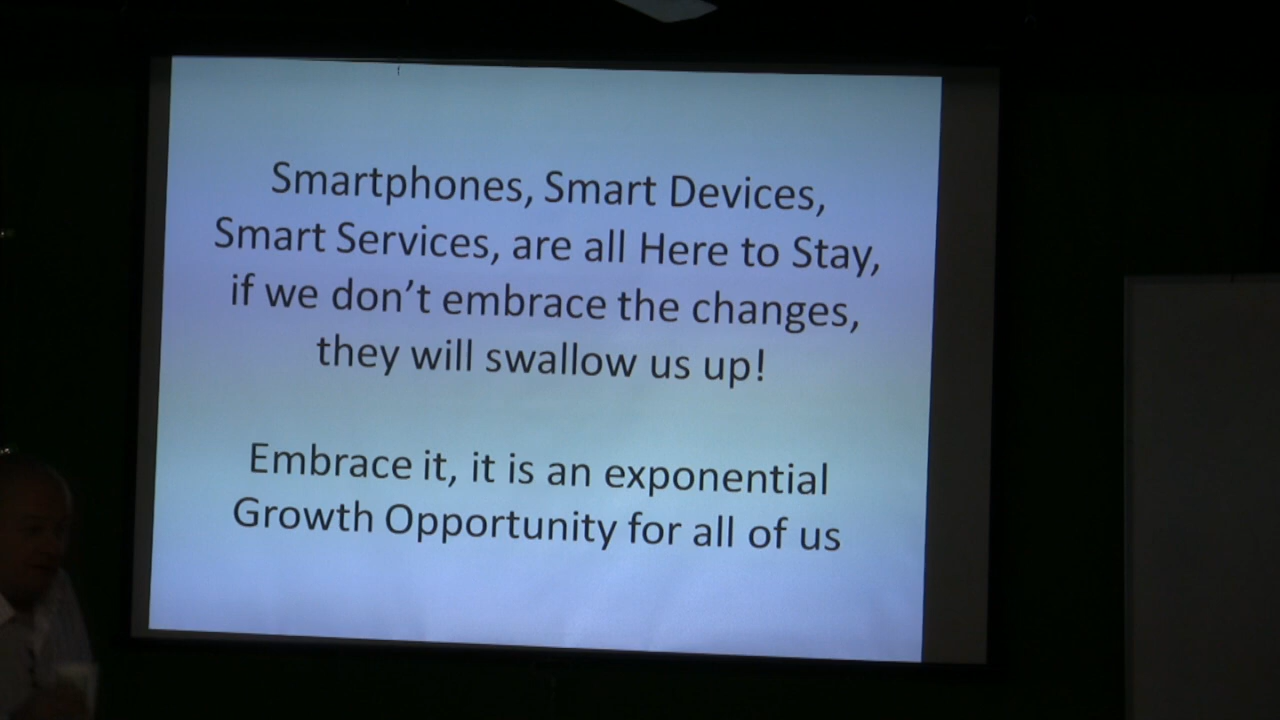 Smartphones, Smart Devices,
Smart Services, are all Here to Stay,
if we don’t embrace the changes,
they will swallow us up!
Embrace it, it is an exponential
Growth Opportunity for all of us